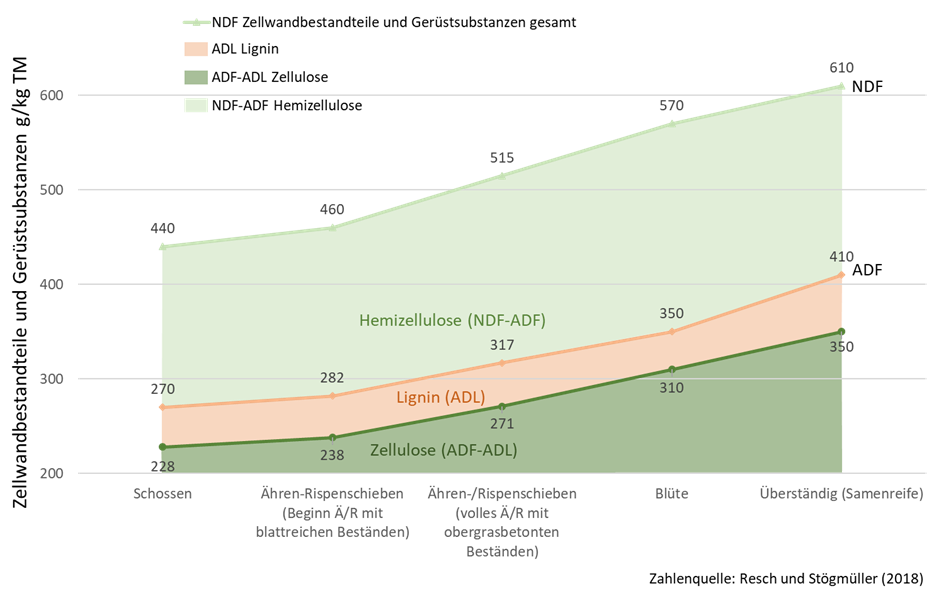 NDF Zellwandbestandteile und Gerüstsubstanzen gesamt
ADL Lignin
ADF-ADL Zellulose
NDF-ADF Hemizellulose
Zellwandbestandteile und Gerüstsubstanzen g/kg TM
600
500
400
300
200
440
460
515
570
610
NDF
270
282
317
350
410
ADF
228
238
271
310
350
Hemizellulose (NDF-ADF)
Lignin (ADL)
Zellulose (ADF-ADL)
Schossen
Ähren-Rispenschieben
(Beginn Ä/R mit
blattreichen Beständen)
Ähren-/Rispenschieben
(volles Ä/R mit
obergrasbetonten
Beständen)
Blüte
Überständig (Samenreife)
Zahlenquelle: Resch und Stögmüller (2018)